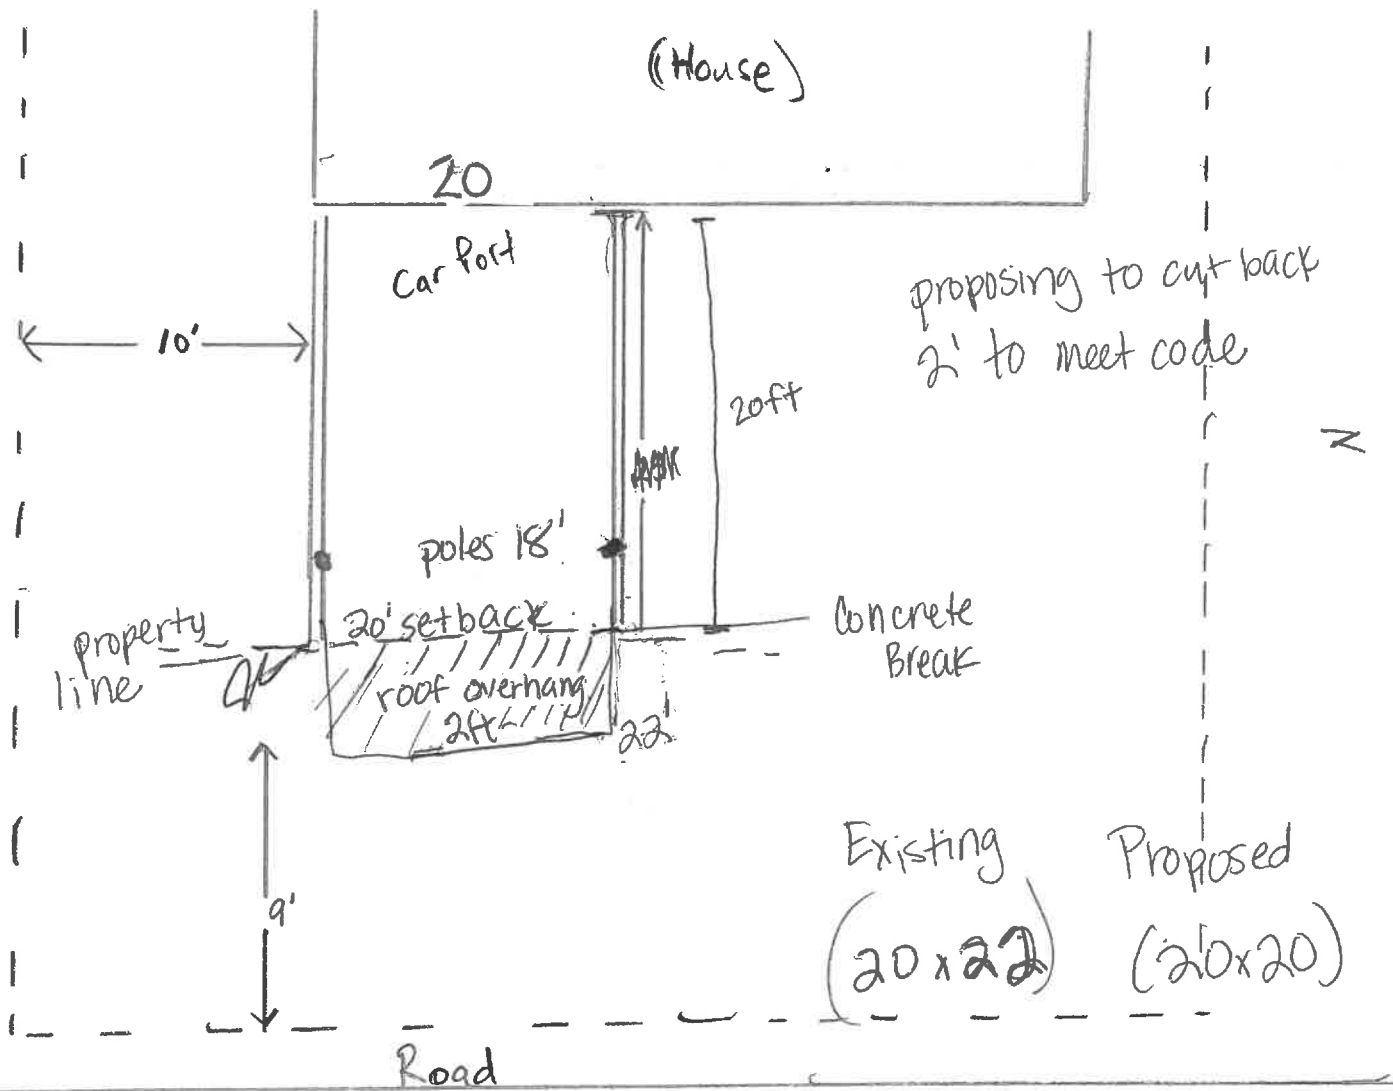 (House)
20
Car Port
proposing to cut back
2' to meet code
10'
20ft
N
poles 18'
20' setback
property
line
Concrete
Break
roof overhang
2ft
22'
9'
Existing
Proposed
(20x22)
(20x20)
Road